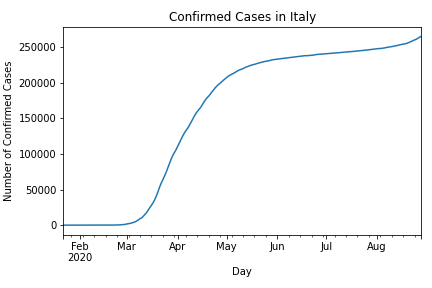 Confirmed Cases in Italy
Number of Confirmed Cases
250000
200000
150000
100000
50000
0
Feb Mar Apr May Jun Jul Aug
2020
Day